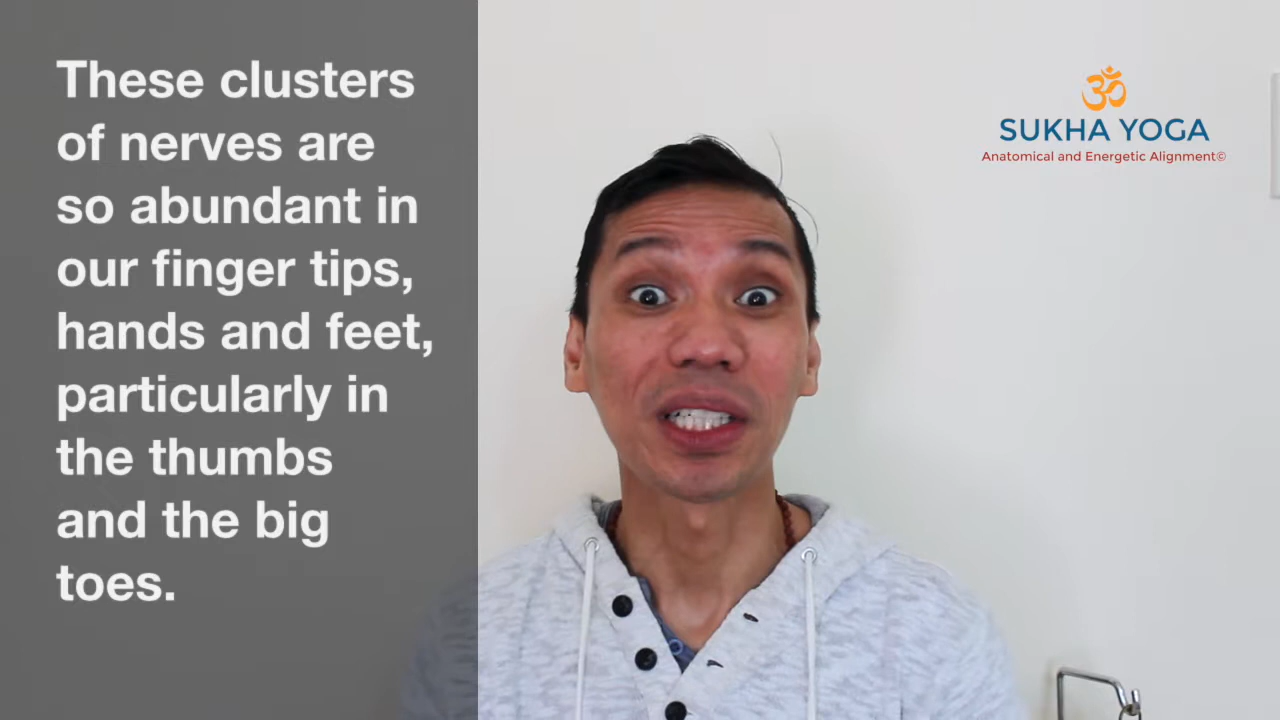 These clusters
of nerves are
so abundant in
our finger tips,
hands and feet,
particularly in
the thumbs
and the big
toes.
ॐ
SUKHA YOGA
Anatomical and Energetic Alignment©